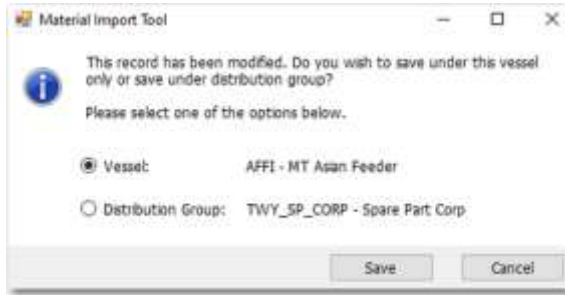 Material Import Tool
This record has been modified. Do you wish to save under this vessel
only or save under distribution group?
Please select one of the options below.
Vessel: AFFI - MT Asian Feeder
Distribution Group: TWY_SP_CORP - Spare Part Corp
Save Cancel